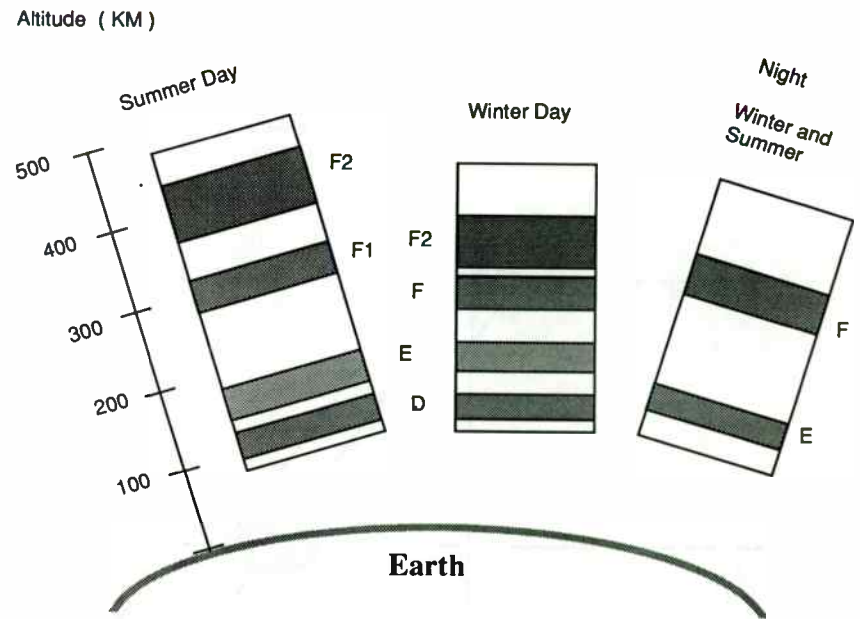 Altitude ( KM )
Summer Day
Winter Day
Night
Winter and
Summer
500
400
300
200
100
F2
F1
E
D
F2
F
F
E
Earth